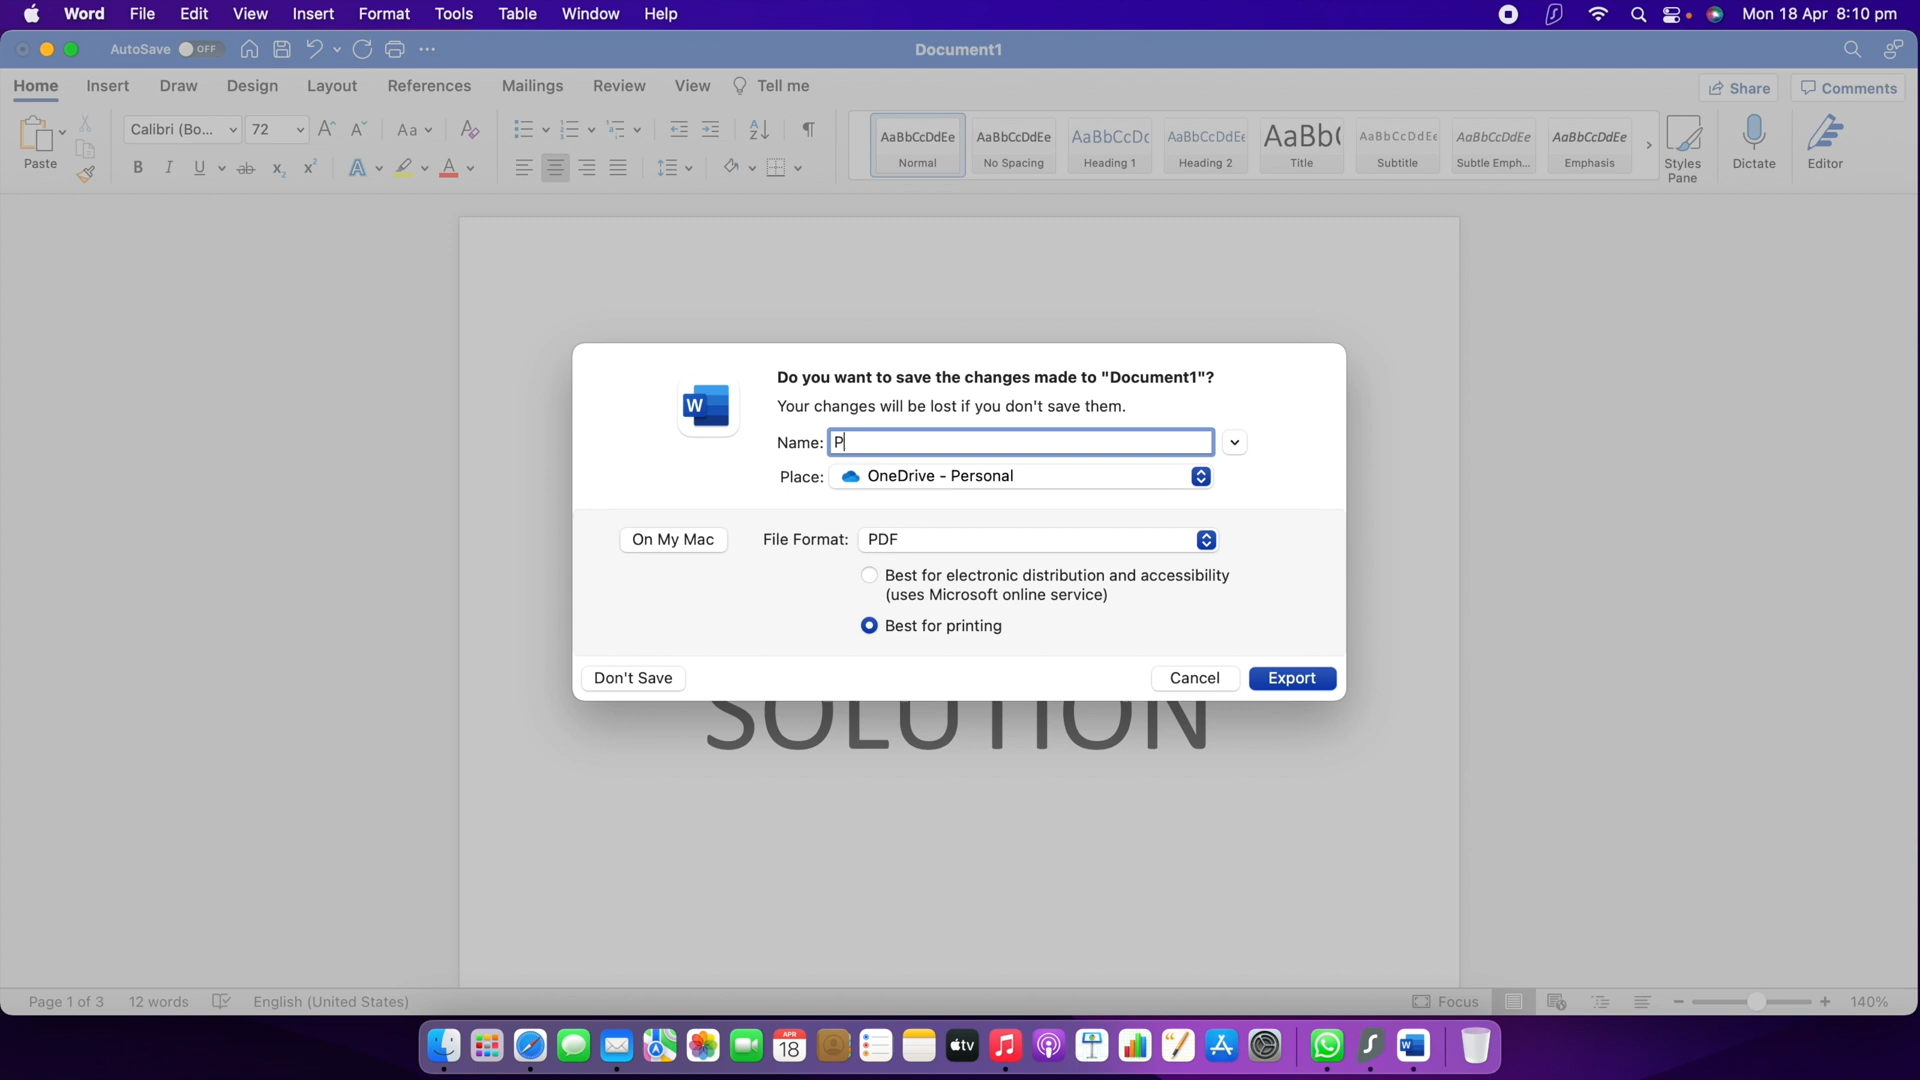 Word File Edit View Insert Format Tools Table Window Help Mon 18 Apr 8:10 pm
AutoSave OFF Document1
Home Insert Draw Design Layout References Mailings Review View Tell me Share Comments
Calibri (Bo... 72 Aa
AaBbCcDdEe AaBbCcDdEe AaBbCcDc AaBbCcDdEe AaBb( AaBbCcDdEe AaBbCcDdEe AaBbCcDdEe
Paste Normal No Spacing Heading 1 Heading 2 Title Subtitle Subtle Emph... Emphasis Styles Pane Dictate Editor
Do you want to save the changes made to "Document1"?
Your changes will be lost if you don't save them.
Name: P
Place: OneDrive - Personal
On My Mac File Format: PDF
Best for electronic distribution and accessibility
(uses Microsoft online service)
Best for printing
Don't Save Cancel Export
SOLUTION
Page 1 of 3 12 words English (United States) Focus 140%
APR
18
tv